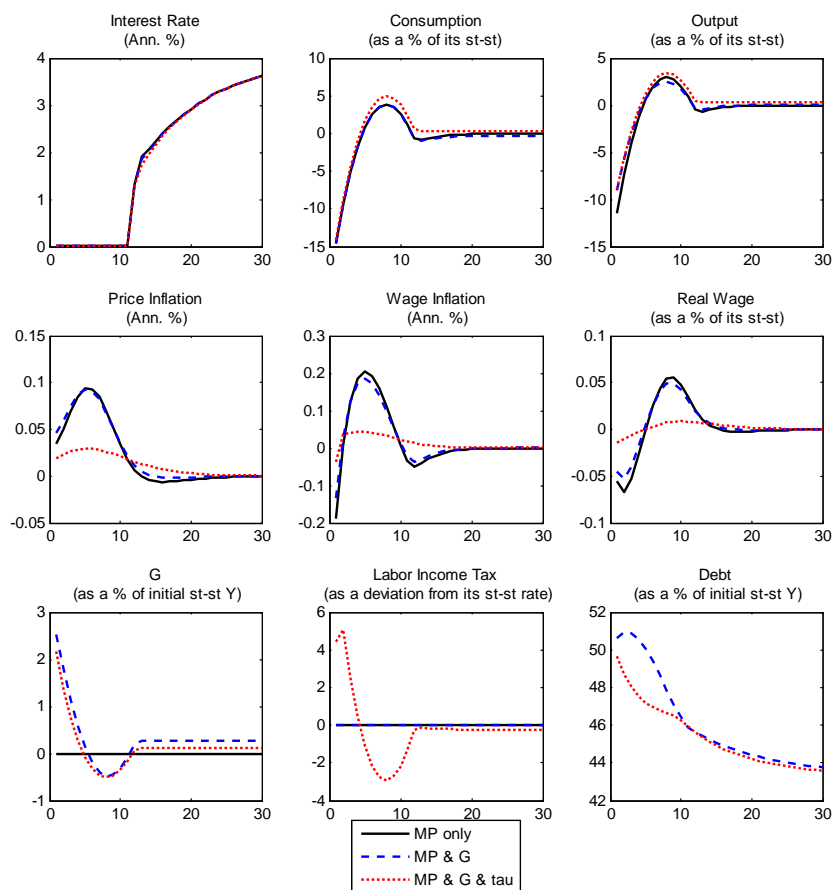 Interest Rate
(Ann. %)
Consumption
(as a % of its st-st)
Output
(as a % of its st-st)
4
3
2
1
0
0 10 20 30
10
5
0
-5
-10
-15
0 10 20 30
5
0
-5
-10
-15
0 10 20 30
Price Inflation
(Ann. %)
Wage Inflation
(Ann. %)
Real Wage
(as a % of its st-st)
0.15
0.1
0.05
0
-0.05
0 10 20 30
0.3
0.2
0.1
0
-0.1
-0.2
0 10 20 30
0.1
0.05
0
-0.05
-0.1
0 10 20 30
G
(as a % of initial st-st Y)
Labor Income Tax
(as a deviation from its st-st rate)
Debt
(as a % of initial st-st Y)
3
2
1
0
-1
0 10 20 30
6
4
2
0
-2
-4
0 10 20 30
52
50
48
46
44
42
0 10 20 30
MP only
MP & G
MP & G & tau